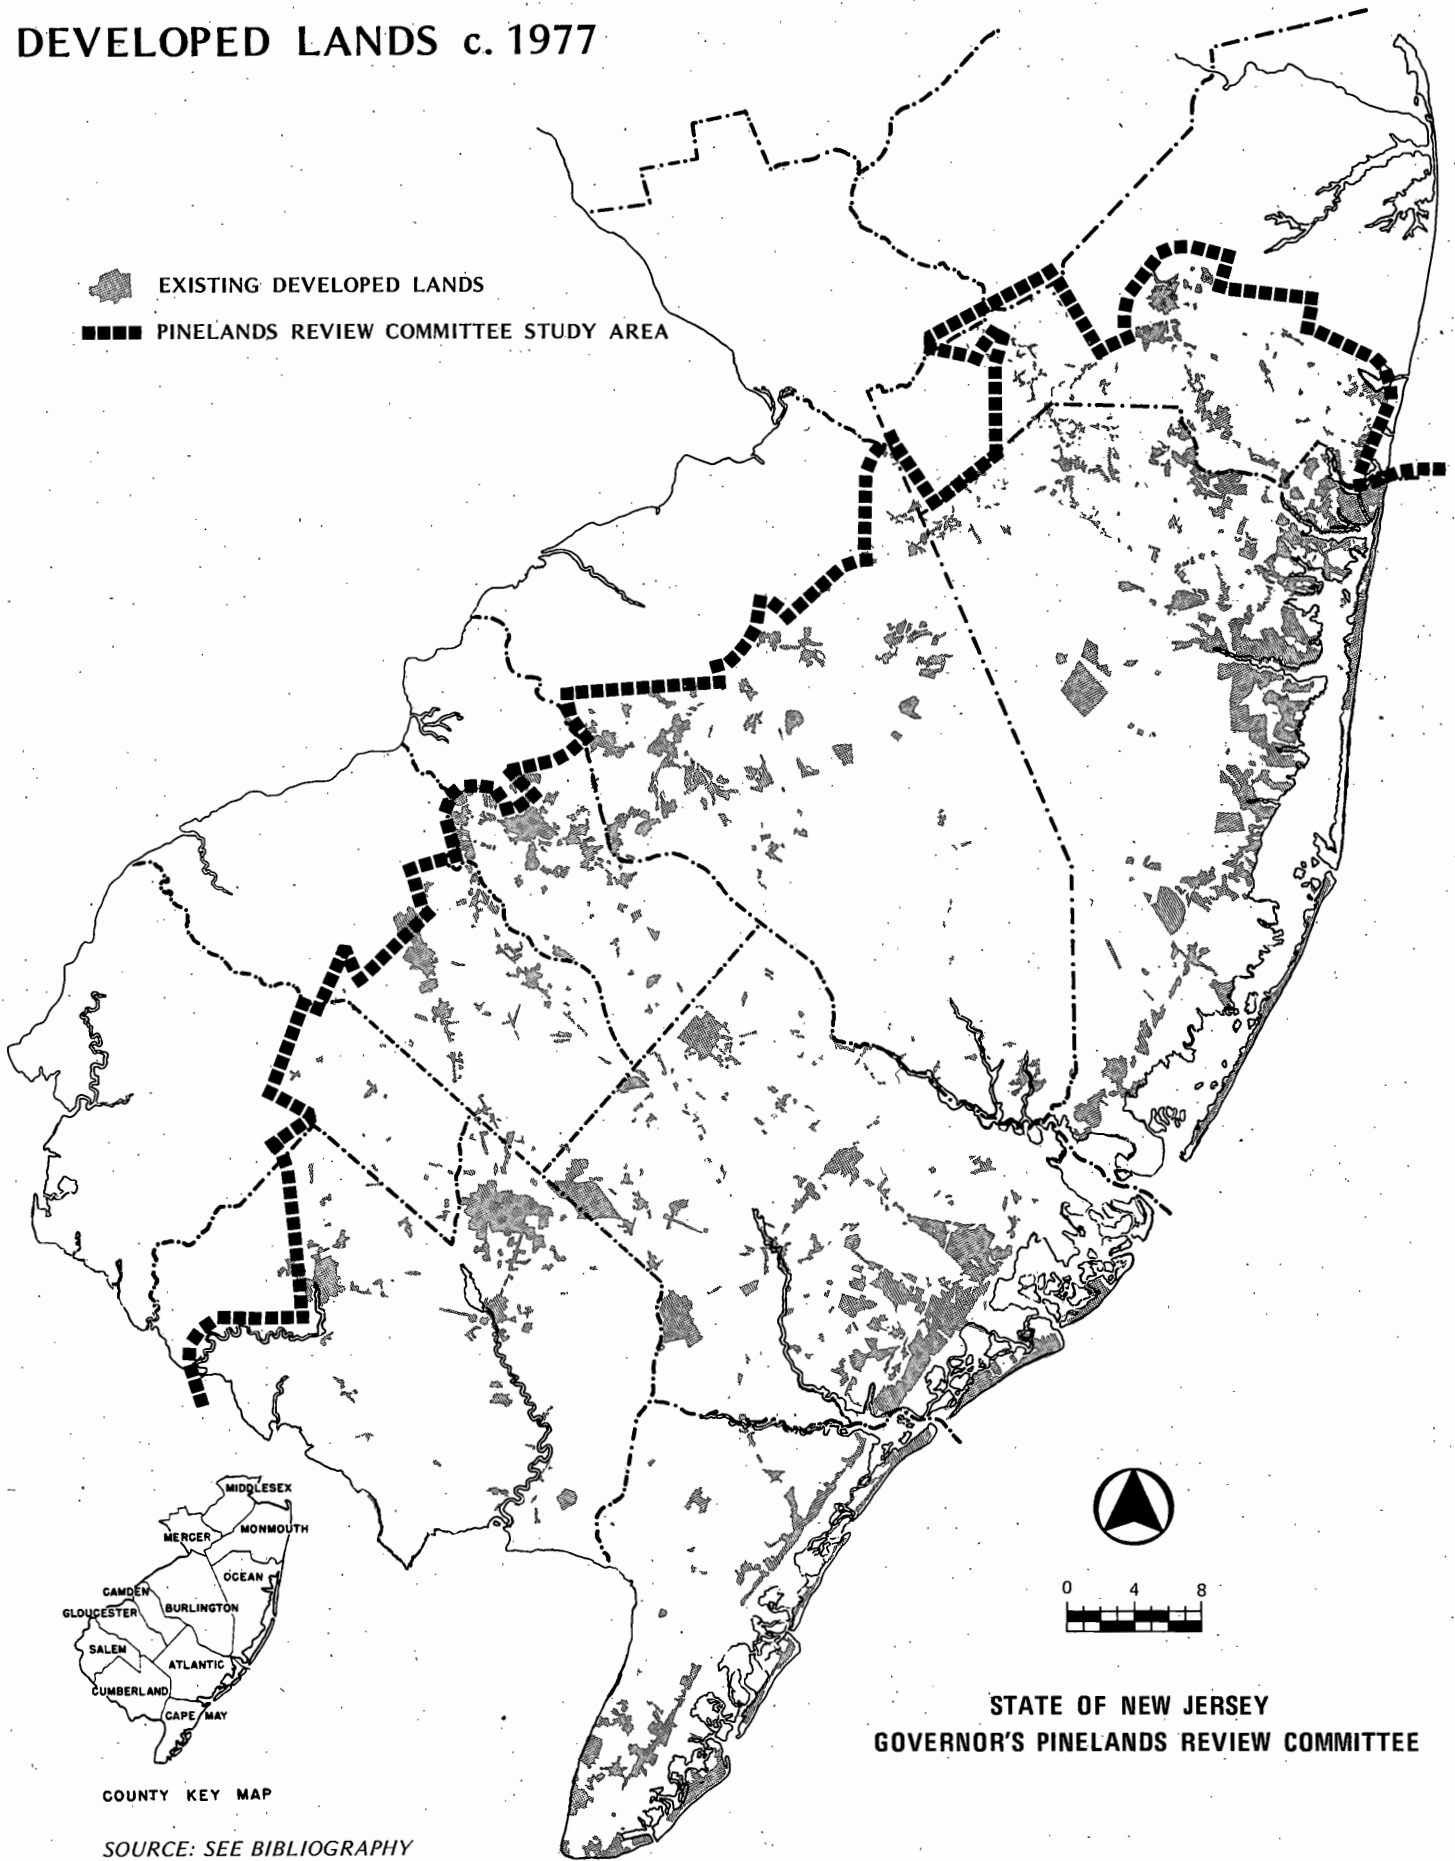 DEVELOPED LANDS c. 1977
EXISTING DEVELOPED LANDS
PINELANDS REVIEW COMMITTEE STUDY AREA
MIDDLESEX
MERCER
MONMOUTH
OCEAN
CAMDEN
BURLINGTON
GLOUCESTER
SALEM
ATLANTIC
CUMBERLAND
CAPE MAY
COUNTY KEY MAP
SOURCE: SEE BIBLIOGRAPHY
0 4 8
STATE OF NEW JERSEY
GOVERNOR'S PINELANDS REVIEW COMMITTEE